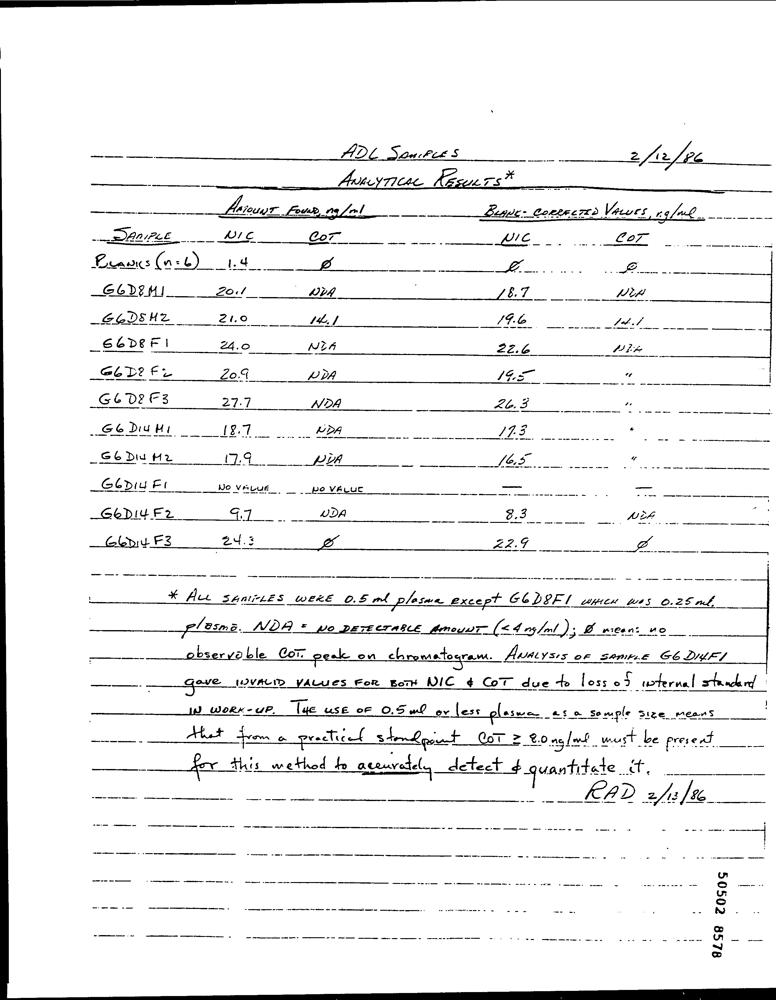 ADL SAMPLES 2/12/86
ANALYTICAL RESULTS*
AMOUNT FOUND, ng/ml BLANK-CORRECTED VALUES, ng/ml
SAMPLE NIC COT NIC COT
BLANKS (n=6) 1.4 Ø Ø Ø
G6D8M1 20.1 NDA 18.7 NDA
G6D8M2 21.0 14.1 19.6 14.1
G6D8F1 24.0 NDA 22.6 NDA
G6D8F2 20.9 NDA 19.5 "
G6D8F3 27.7 NDA 26.3 "
G6D14M1 18.7 NDA 17.3 "
G6D14M2 17.9 NDA 16.5 "
G6D14F1 NO VALUE NO VALUE — —
G6D14F2 9.7 NDA 8.3 NDA
G6D14F3 24.3 Ø 22.9 Ø
* ALL SAMPLES WERE 0.5 ml plasma except G6D8F1 WHICH WAS 0.25 ml.
plasma. NDA = NO DETECTABLE AMOUNT (<4 ng/ml); Ø means no
observable COT. peak on chromatogram. ANALYSIS OF SAMPLE G6D14F1
gave INVALID VALUES FOR BOTH NIC & COT due to loss of internal standard
IN WORK-UP. THE USE OF 0.5 ml or less plasma as a sample size means
that from a practical standpoint COT ≥ 8.0 ng/ml must be present
for this method to accurately detect & quantitate it.
RAD 2/13/86
50502 8578